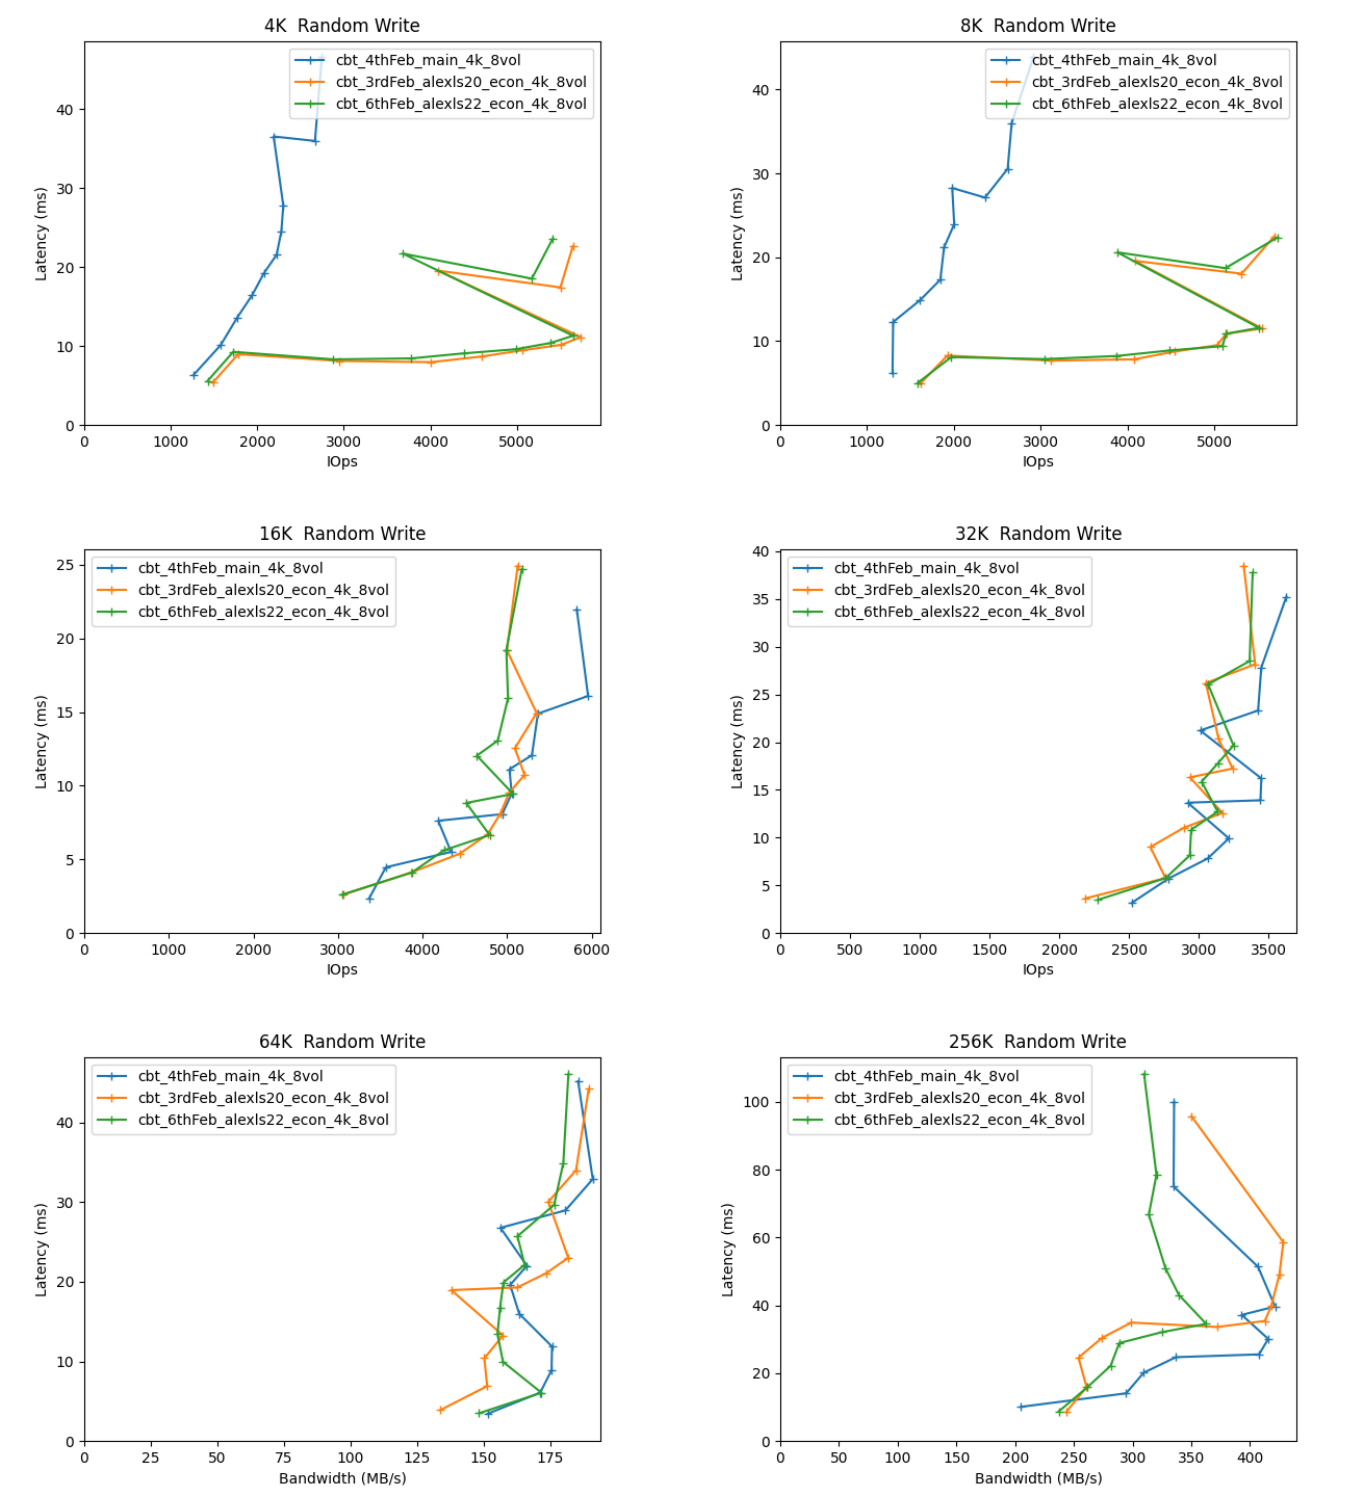 4K  Random Write
cbt_4thFeb_main_4k_8vol
cbt_3rdFeb_alexls20_econ_4k_8vol
cbt_6thFeb_alexls22_econ_4k_8vol
Latency (ms)
40
30
20
10
0
0 1000 2000 3000 4000 5000
IOps
8K  Random Write
cbt_4thFeb_main_4k_8vol
cbt_3rdFeb_alexls20_econ_4k_8vol
cbt_6thFeb_alexls22_econ_4k_8vol
Latency (ms)
40
30
20
10
0
0 1000 2000 3000 4000 5000
IOps
16K  Random Write
cbt_4thFeb_main_4k_8vol
cbt_3rdFeb_alexls20_econ_4k_8vol
cbt_6thFeb_alexls22_econ_4k_8vol
Latency (ms)
25
20
15
10
5
0
0 1000 2000 3000 4000 5000 6000
IOps
32K  Random Write
cbt_4thFeb_main_4k_8vol
cbt_3rdFeb_alexls20_econ_4k_8vol
cbt_6thFeb_alexls22_econ_4k_8vol
Latency (ms)
40
35
30
25
20
15
10
5
0
0 500 1000 1500 2000 2500 3000 3500
IOps
64K  Random Write
cbt_4thFeb_main_4k_8vol
cbt_3rdFeb_alexls20_econ_4k_8vol
cbt_6thFeb_alexls22_econ_4k_8vol
Latency (ms)
40
30
20
10
0
0 25 50 75 100 125 150 175
Bandwidth (MB/s)
256K  Random Write
cbt_4thFeb_main_4k_8vol
cbt_3rdFeb_alexls20_econ_4k_8vol
cbt_6thFeb_alexls22_econ_4k_8vol
Latency (ms)
100
80
60
40
20
0
0 50 100 150 200 250 300 350 400
Bandwidth (MB/s)